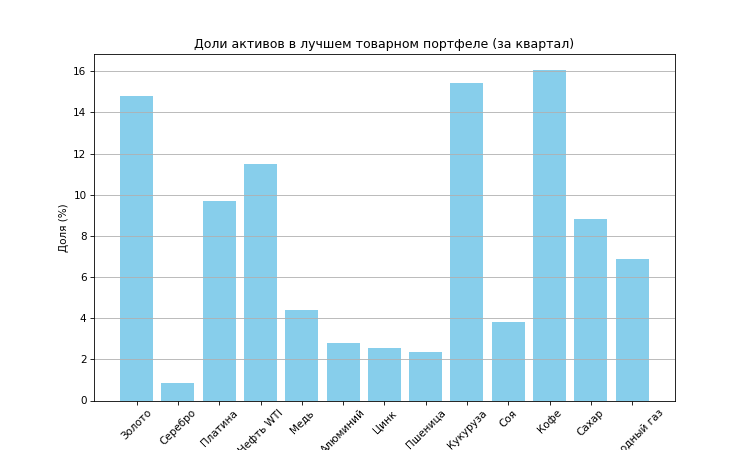 Доли активов в лучшем товарном портфеле (за квартал)
Доля (%)
16
14
12
10
8
6
4
2
0
Золото
Серебро
Платина
Нефть WTI
Медь
Алюминий
Цинк
Пшеница
Кукуруза
Соя
Кофе
Сахар
газ